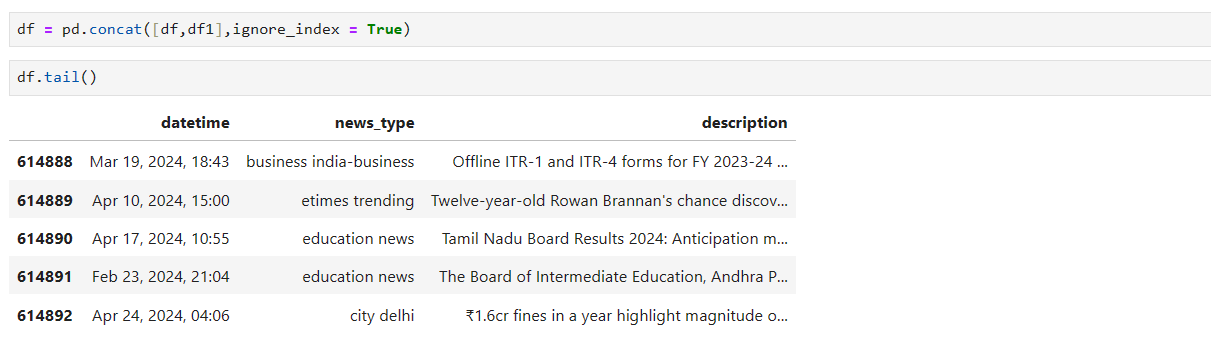 df = pd.concat([df,df1],ignore_index = True)
df.tail()
datetime news_type description
614888 Mar 19, 2024, 18:43 business india-business Offline ITR-1 and ITR-4 forms for FY 2023-24 ...
614889 Apr 10, 2024, 15:00 etimes trending Twelve-year-old Rowan Brannan's chance discov...
614890 Apr 17, 2024, 10:55 education news Tamil Nadu Board Results 2024: Anticipation m...
614891 Feb 23, 2024, 21:04 education news The Board of Intermediate Education, Andhra P...
614892 Apr 24, 2024, 04:06 city delhi ₹1.6cr fines in a year highlight magnitude o...